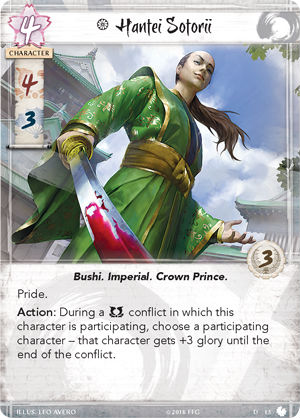 Hantei Sotorii
4
CHARACTER
4
3
3
Bushi. Imperial. Crown Prince.
Pride.
Action: During a conflict in which this
character is participating, choose a participating
character – that character gets +3 glory until the
end of the conflict.
ILLUS. LEO AVERO
©2018 FFG